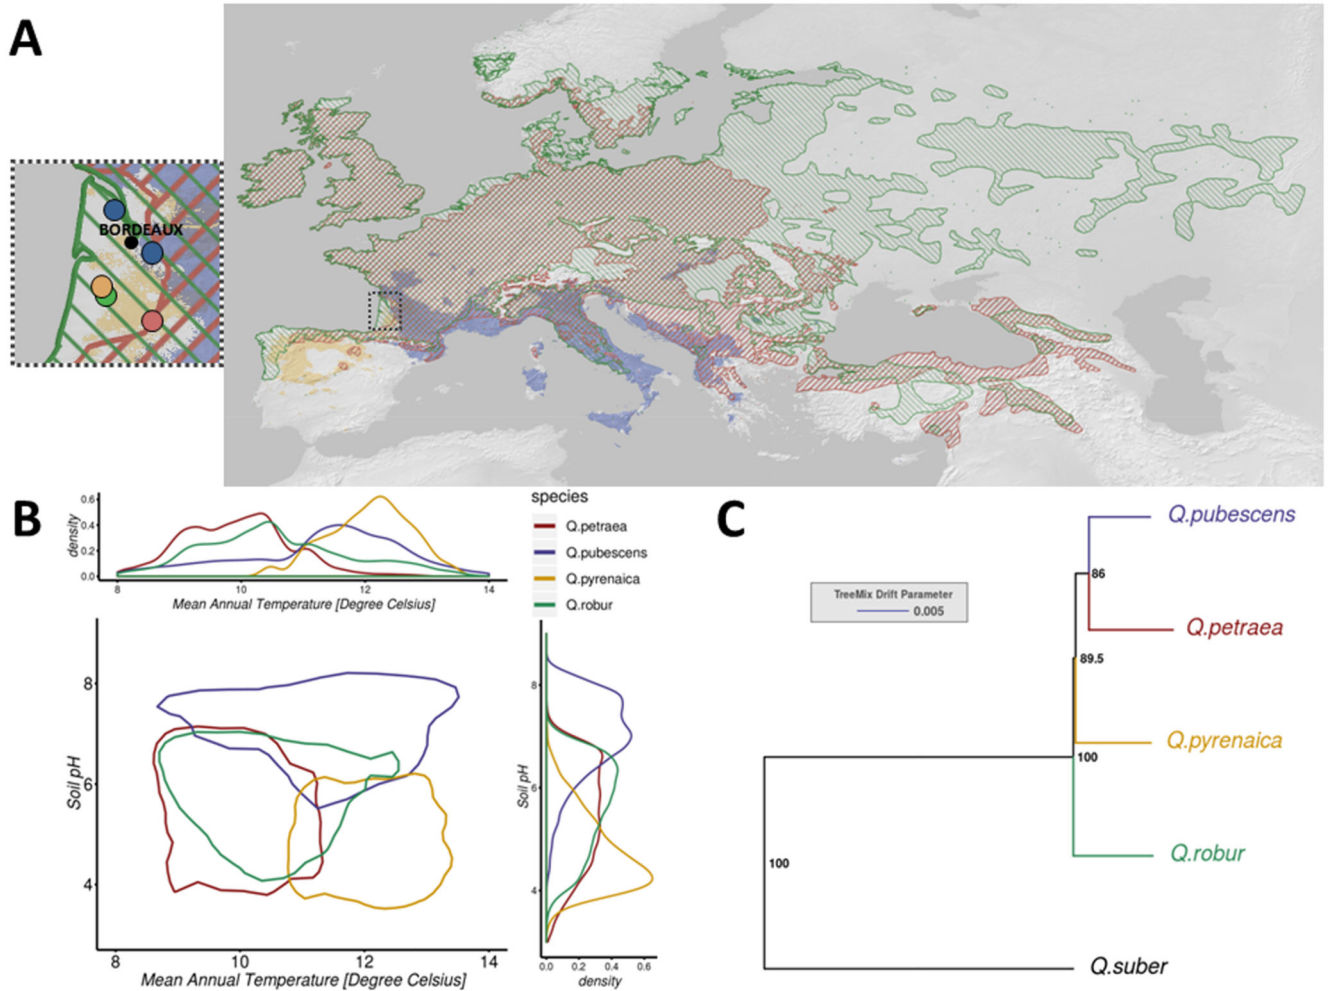 A
BORDEAUX
B
density
0.6
0.4
0.2
0.0
8
10
12
14
Mean Annual Temperature [Degree Celsius]
species
Q.petraea
Q.pubescens
Q.pyrenaica
Q.robur
Soil pH
8
6
4
8
10
12
14
Mean Annual Temperature [Degree Celsius]
Soil pH
8
6
4
0.0
0.2
0.4
0.6
density
C
TreeMix Drift Parameter
0.005
Q.pubescens
86
Q.petraea
89.5
Q.pyrenaica
100
Q.robur
100
Q.suber